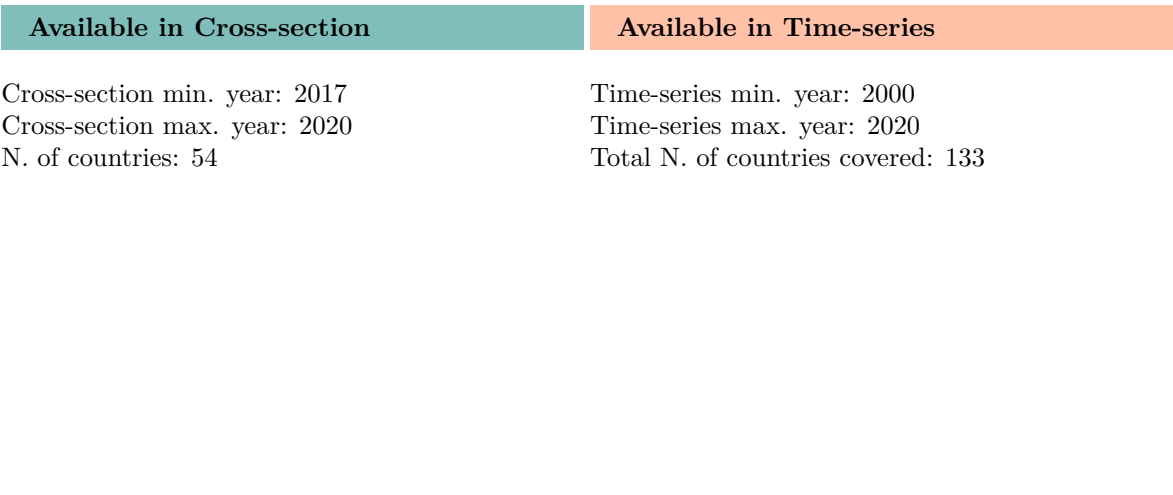 Available in Cross-section
Cross-section min. year: 2017
Cross-section max. year: 2020
N. of countries: 54
Available in Time-series
Time-series min. year: 2000
Time-series max. year: 2020
Total N. of countries covered: 133